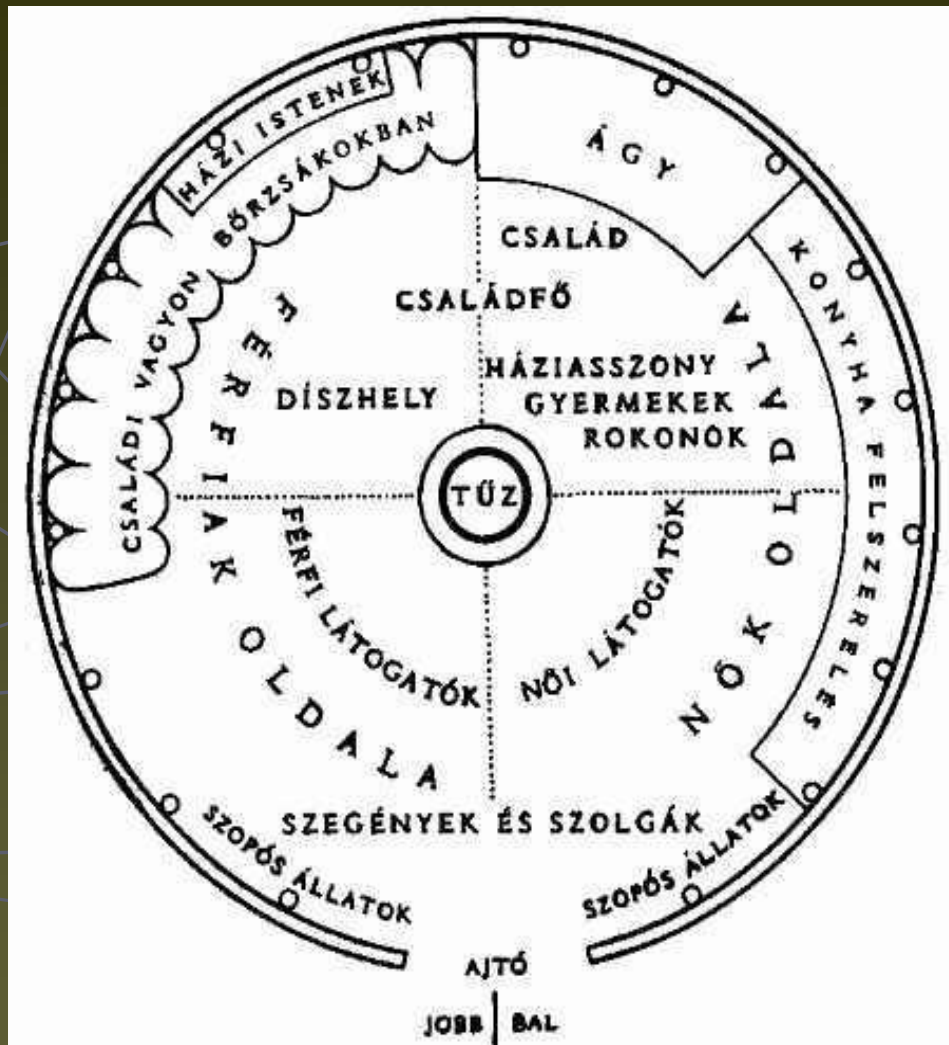 HÁZI ISTENEK
ÁGY
CSALÁDI VAGYON BŐRZSÁKOKBAN
CSALÁD
CSALÁDFŐ
KONYHA FELSZERELÉS
FÉRFIAK OLDALA
DÍSZHELY
HÁZIASSZONY
GYERMEKEK
ROKONOK
NŐK OLDALA
TŰZ
FÉRFI LÁTOGATÓK
NŐI LÁTOGATÓK
SZEGÉNYEK ÉS SZOLGÁK
SZOPÓS ÁLLATOK
SZOPÓS ÁLLATOK
AJTÓ
JOBB | BAL